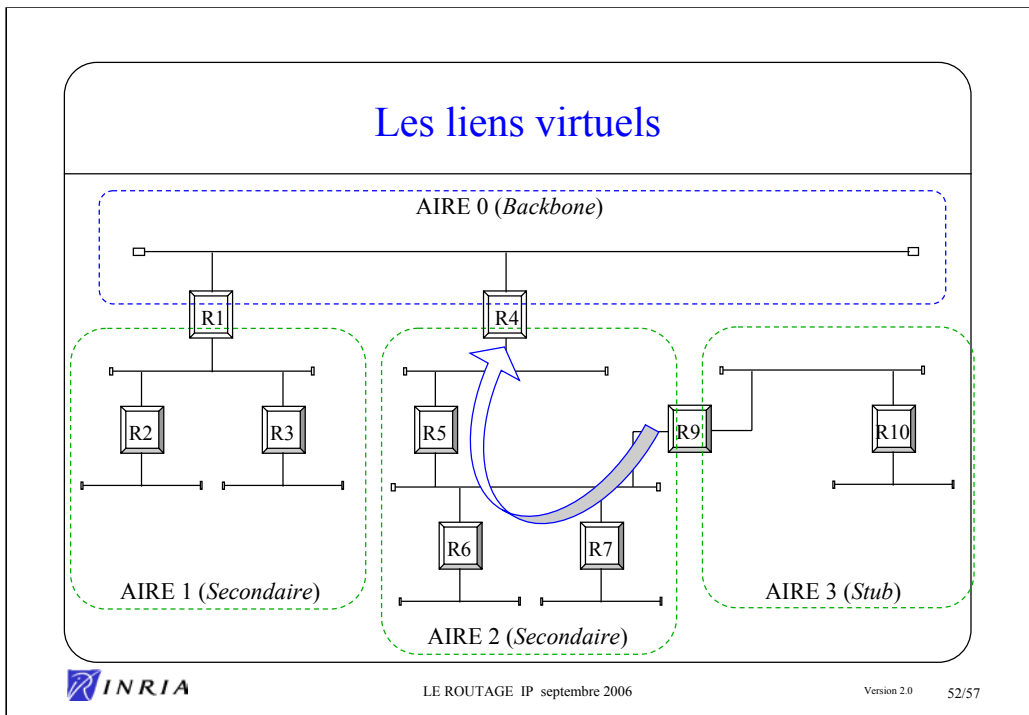 Les liens virtuels
AIRE 0 (Backbone)
R1
R4
R2
R3
R5
R9
R10
R6
R7
AIRE 1 (Secondaire)
AIRE 2 (Secondaire)
AIRE 3 (Stub)
INRIA
LE ROUTAGE IP septembre 2006
Version 2.0
52/57